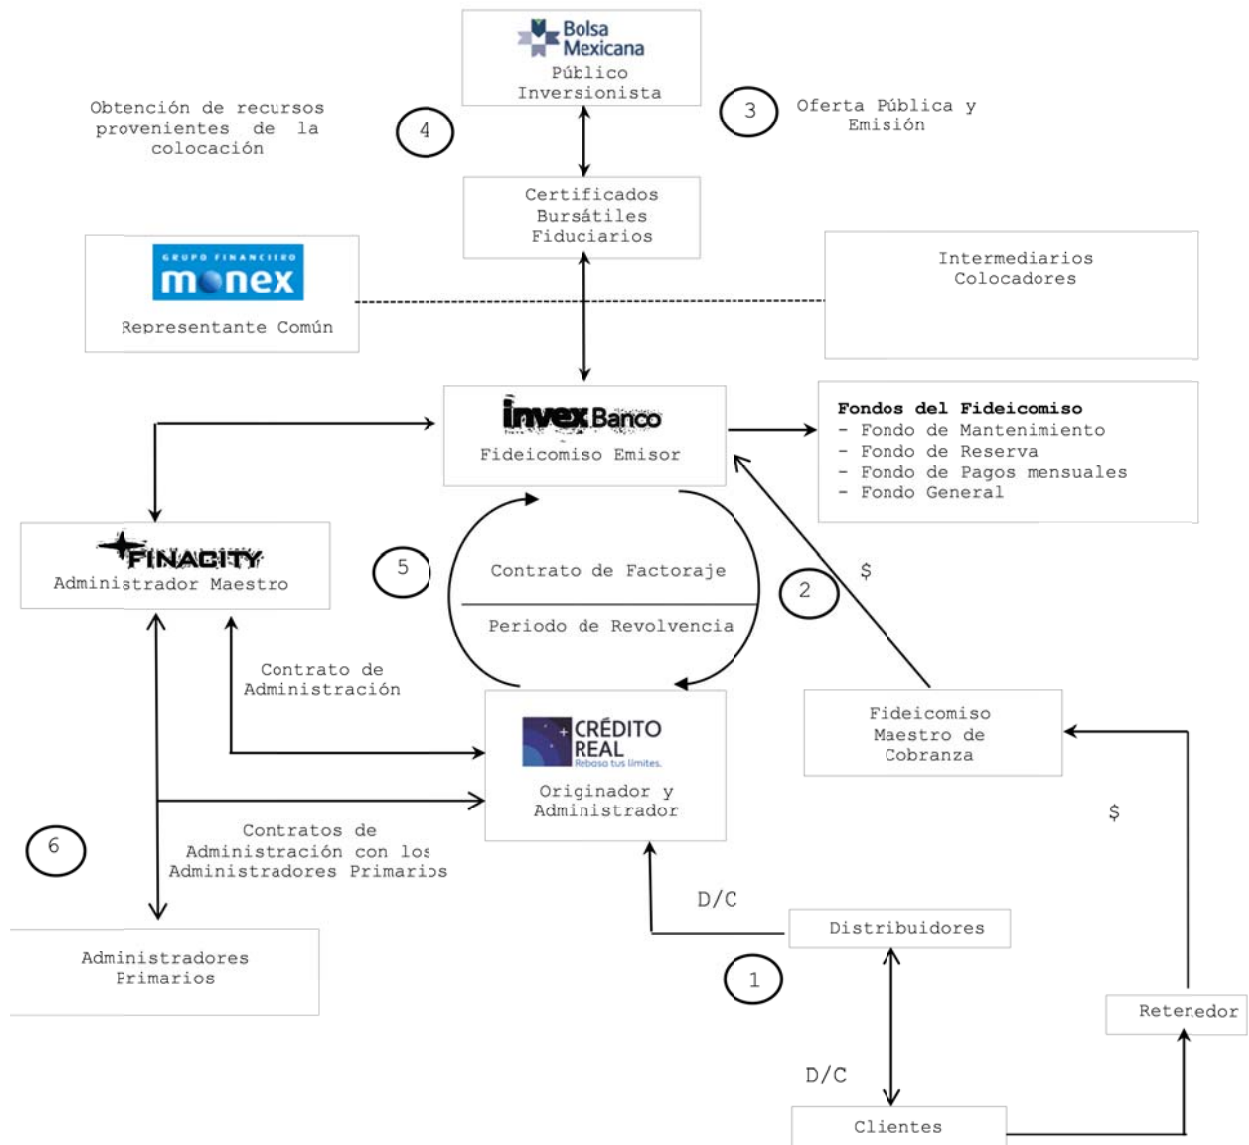 Bolsa
Mexicana
Público
Inversionista
Obtención de recursos
provenientes de la
colocación
4
3
Oferta Pública y
Emisión
Certificados
Bursátiles
Fiduciarios
GRUPO FINANCIERO
monex
Representante Común
Intermediarios
Colocadores
invex Banco
Fideicomiso Emisor
Fondos del Fideicomiso
- Fondo de Mantenimiento
- Fondo de Reserva
- Fondo de Pagos mensuales
- Fondo General
FINACITY
Administrador Maestro
5
Contrato de Factoraje
Periodo de Revolvencia
2
$
Contrato de
Administración
CRÉDITO
REAL
Rebasa tus límites.
Originador y
Administrador
Fideicomiso
Maestro de
Cobranza
$
6
Contratos de
Administración con los
Administradores Primarios
D/C
Distribuidores
Administradores
Primarios
1
Retenedor
D/C
Clientes